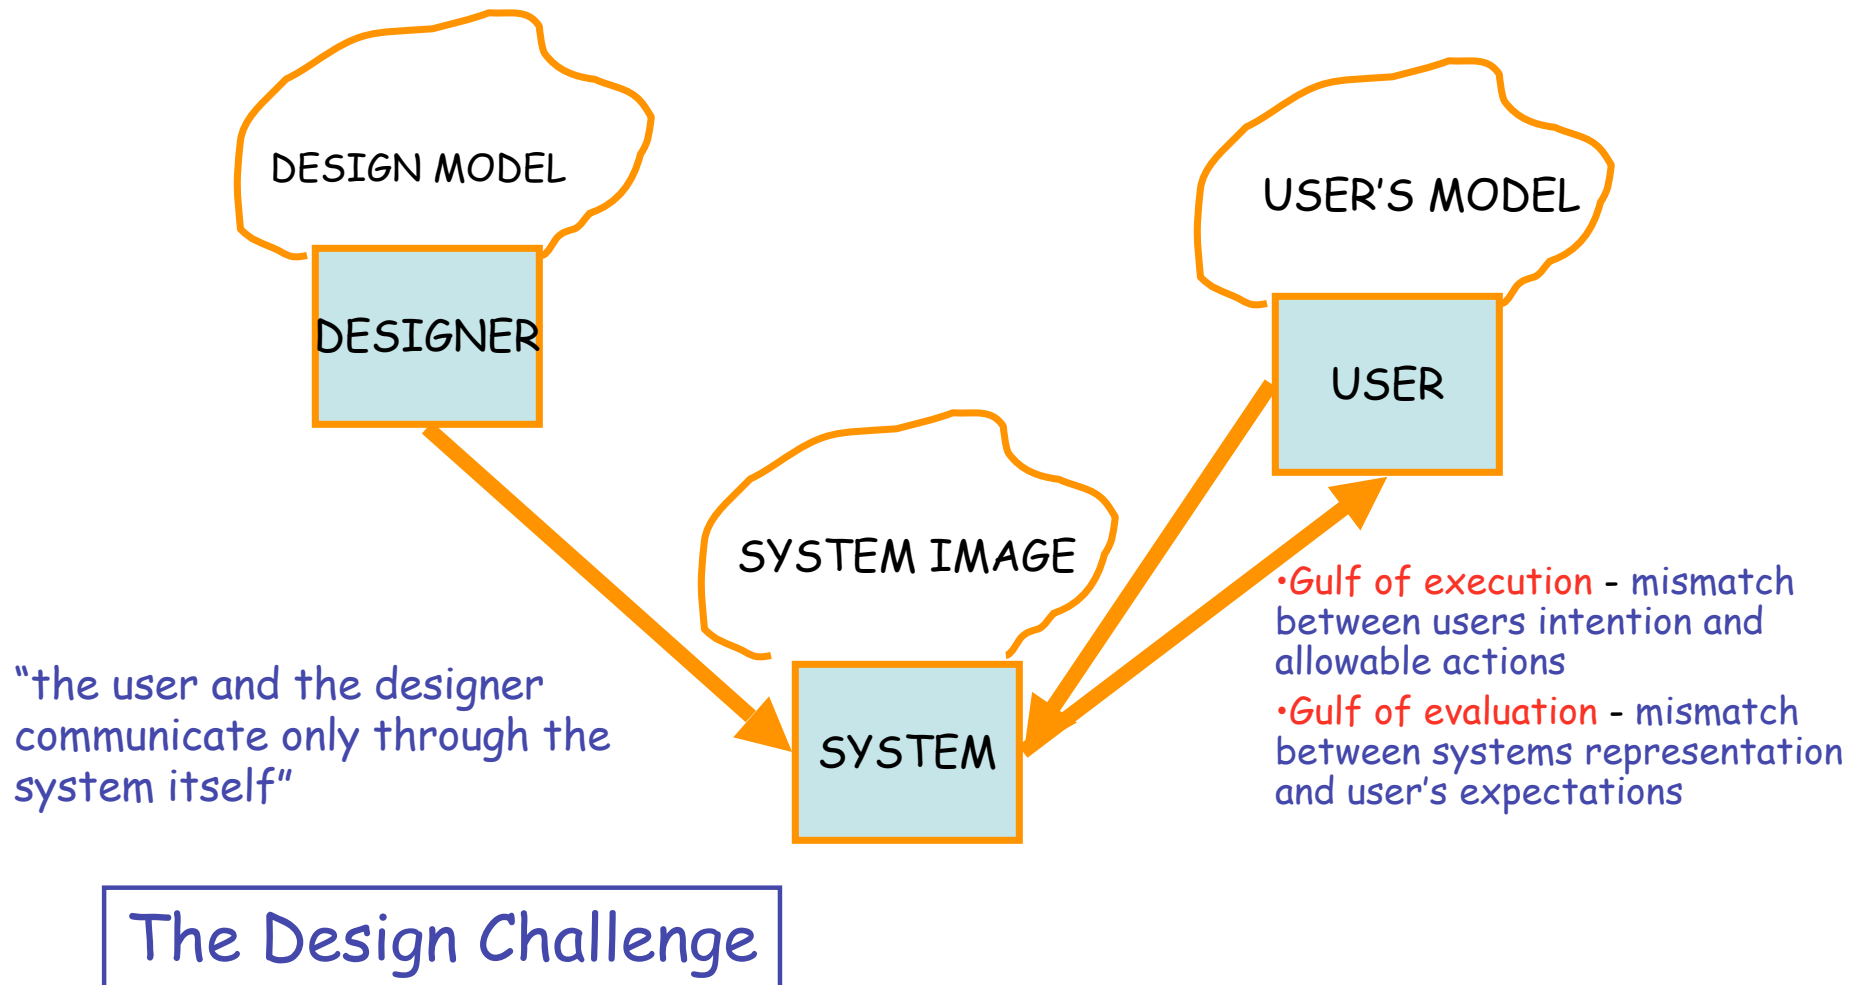 DESIGN MODEL
USER'S MODEL
DESIGNER
USER
SYSTEM IMAGE
•Gulf of execution - mismatch
between users intention and
allowable actions
•Gulf of evaluation - mismatch
between systems representation
and user's expectations
“the user and the designer
communicate only through the
system itself”
SYSTEM
The Design Challenge